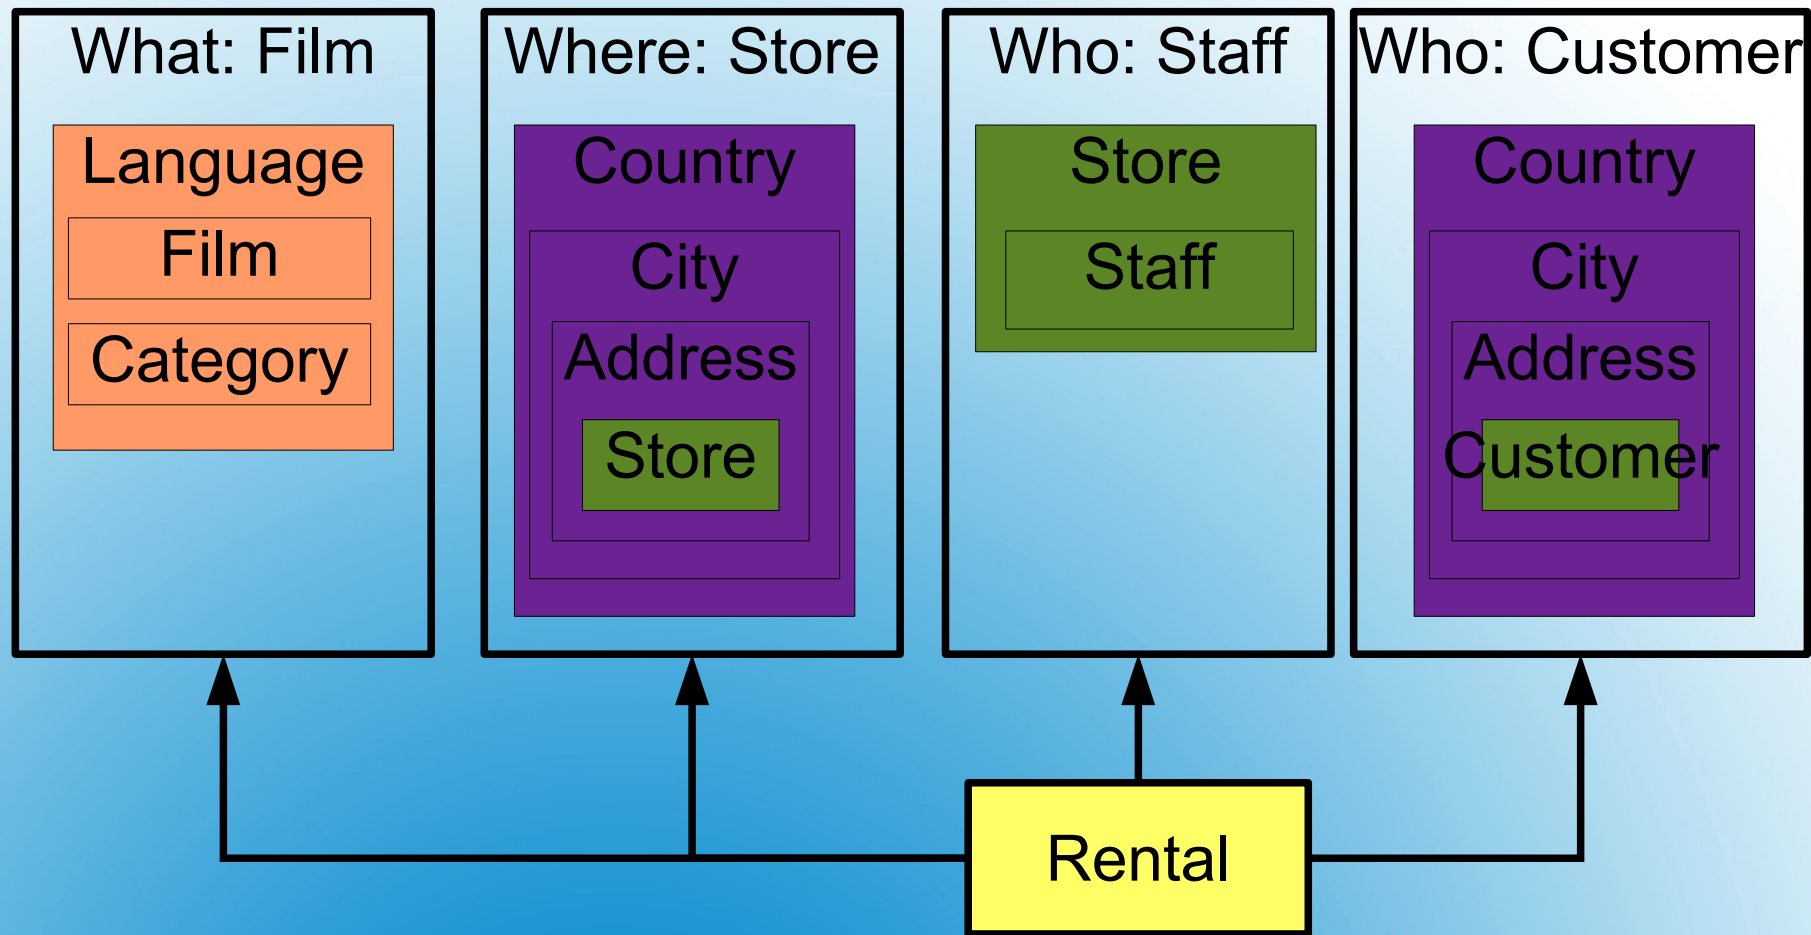 What: Film
Language
Film
Category
Where: Store
Country
City
Address
Store
Who: Staff
Store
Staff
Who: Customer
Country
City
Address
Customer
Rental